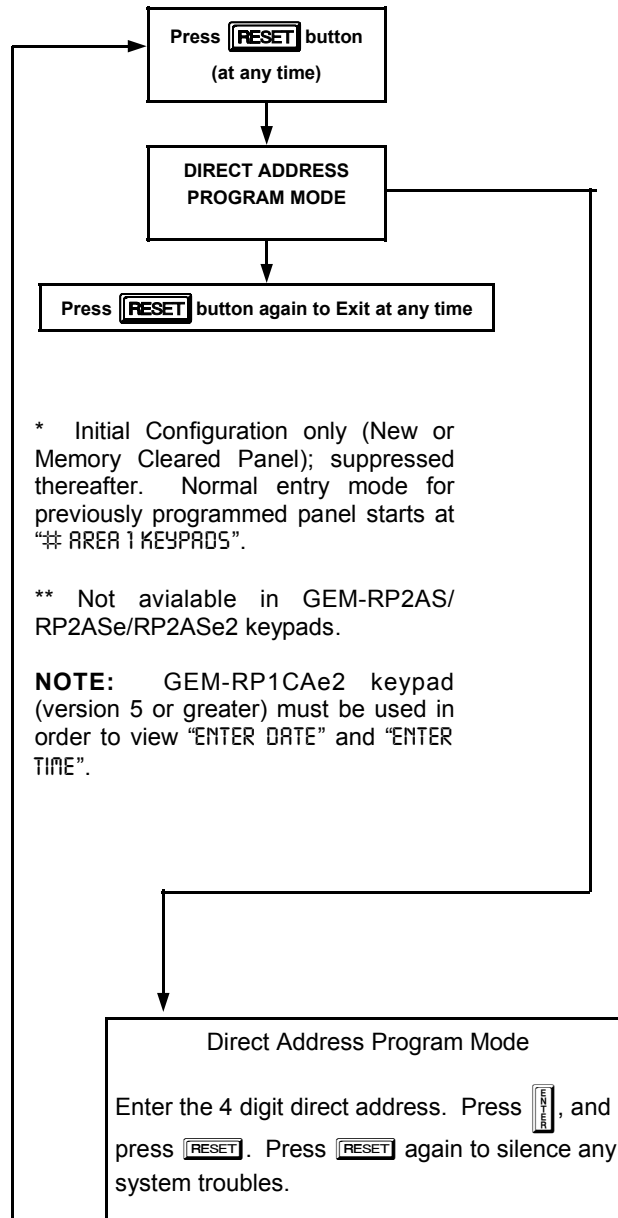 Press RESET button
(at any time)
DIRECT ADDRESS
PROGRAM MODE
Press RESET button again to Exit at any time
* Initial Configuration only (New or
Memory Cleared Panel); suppressed
thereafter. Normal entry mode for
previously programmed panel starts at
“# AREA 1 KEYPADS”.
** Not avialable in GEM-RP2AS/
RP2ASe/RP2ASe2 keypads.
NOTE: GEM-RP1CAe2 keypad
(version 5 or greater) must be used in
order to view “ENTER DATE” and “ENTER
TIME”.
Direct Address Program Mode
Enter the 4 digit direct address. Press ENTER, and
press RESET. Press RESET again to silence any
system troubles.